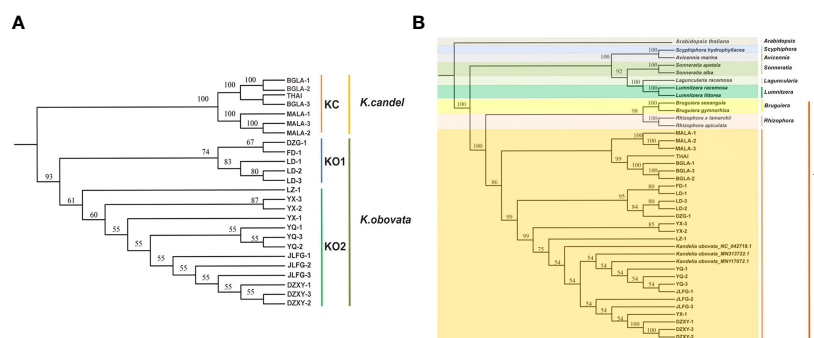 A
100
100
100
100
100
BGLA-1
BGLA-2
THAI
BGLA-3
MALA-1
MALA-3
MALA-2
KC
K.candel
93
74
67
83
80
DZG-1
FD-1
LD-1
LD-2
LD-3
KO1
K.obovata
61
60
87
55
55
55
55
55
55
55
55
LZ-1
YX-3
YX-2
YX-1
YQ-1
YQ-3
YQ-2
JLFG-1
JLFG-2
JLFG-3
DZXY-1
DZXY-3
DZXY-2
KO2
B
Arabidopsis thaliana
Arabidopsis
100
Scyphiphora hydrophyllacea
Scyphiphora
Avicennia marina
Avicennia
100
Sonneratia apetala
Sonneratia
92
Sonneratia alba
Laguncularia racemosa
Laguncularia
100
Lumnitzera racemosa
100
Lumnitzera littorea
Lumnitzera
100
100
Bruguiera sexangula
Bruguiera
98
Bruguiera gymnorhiza
100
Rhizophora x lamarckii
Rhizophora
Rhizophora apiculata
100
MALA-1
100
MALA-2
MALA-3
99
THAI
100
BGLA-1
100
BGLA-3
BGLA-2
86
80
FD-1
95
LD-1
80
LD-3
84
LD-2
DZG-1
99
85
YX-3
YX-2
99
LZ-1
75
Kandelia obovata_NC_042718.1
54
Kandelia obovata_MN313722.1
54
Kandelia obovata_MN117072.1
54
YQ-1
54
YQ-2
54
YQ-3
JLFG-1
54
JLFG-2
54
JLFG-3
54
YX-1
54
DZXY-1
100
DZXY-3
100
DZXY-2